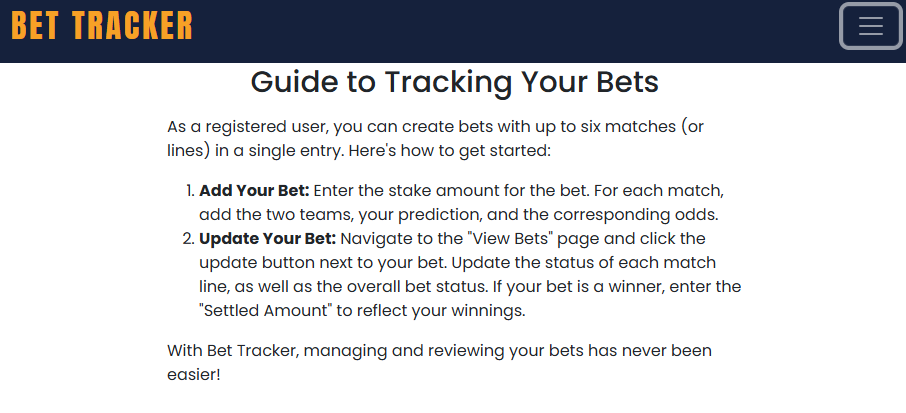 BET TRACKER
Guide to Tracking Your Bets
As a registered user, you can create bets with up to six matches (or
lines) in a single entry. Here's how to get started:
1. Add Your Bet: Enter the stake amount for the bet. For each match,
add the two teams, your prediction, and the corresponding odds.
2. Update Your Bet: Navigate to the "View Bets" page and click the
update button next to your bet. Update the status of each match
line, as well as the overall bet status. If your bet is a winner, enter the
"Settled Amount" to reflect your winnings.
With Bet Tracker, managing and reviewing your bets has never been
easier!